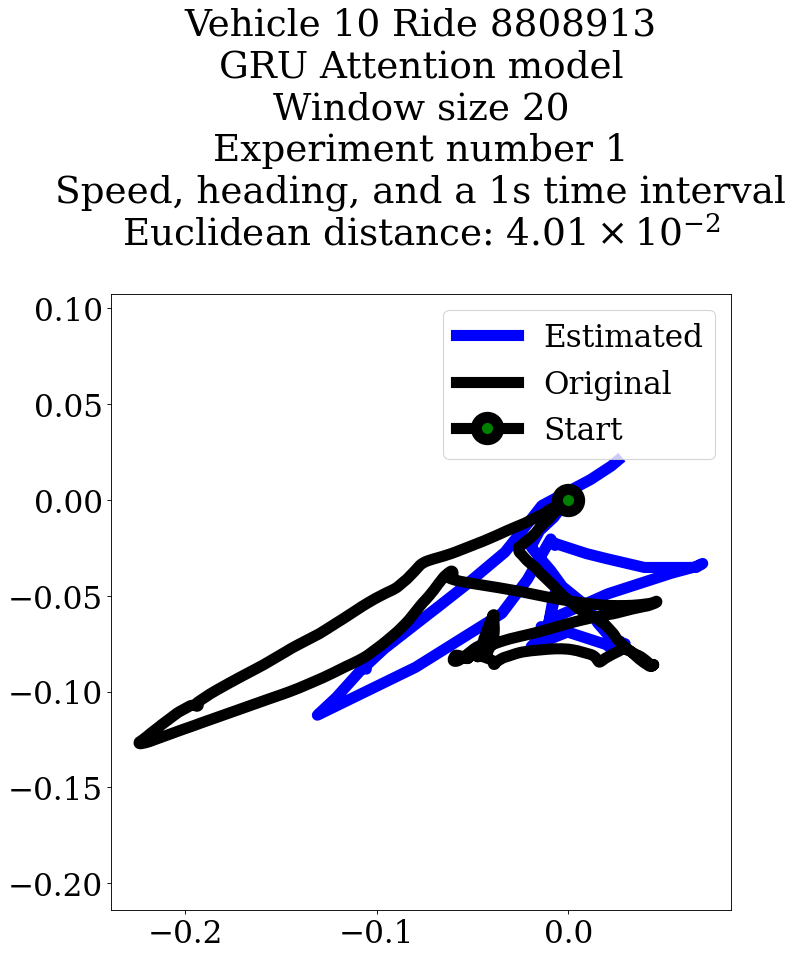 Vehicle 10 Ride 8808913
GRU Attention model
Window size 20
Experiment number 1
Speed, heading, and a 1s time interval
Euclidean distance: 4.01 × 10⁻²
Estimated
Original
Start
0.10
0.05
0.00
−0.05
−0.10
−0.15
−0.20
−0.2 −0.1 0.0